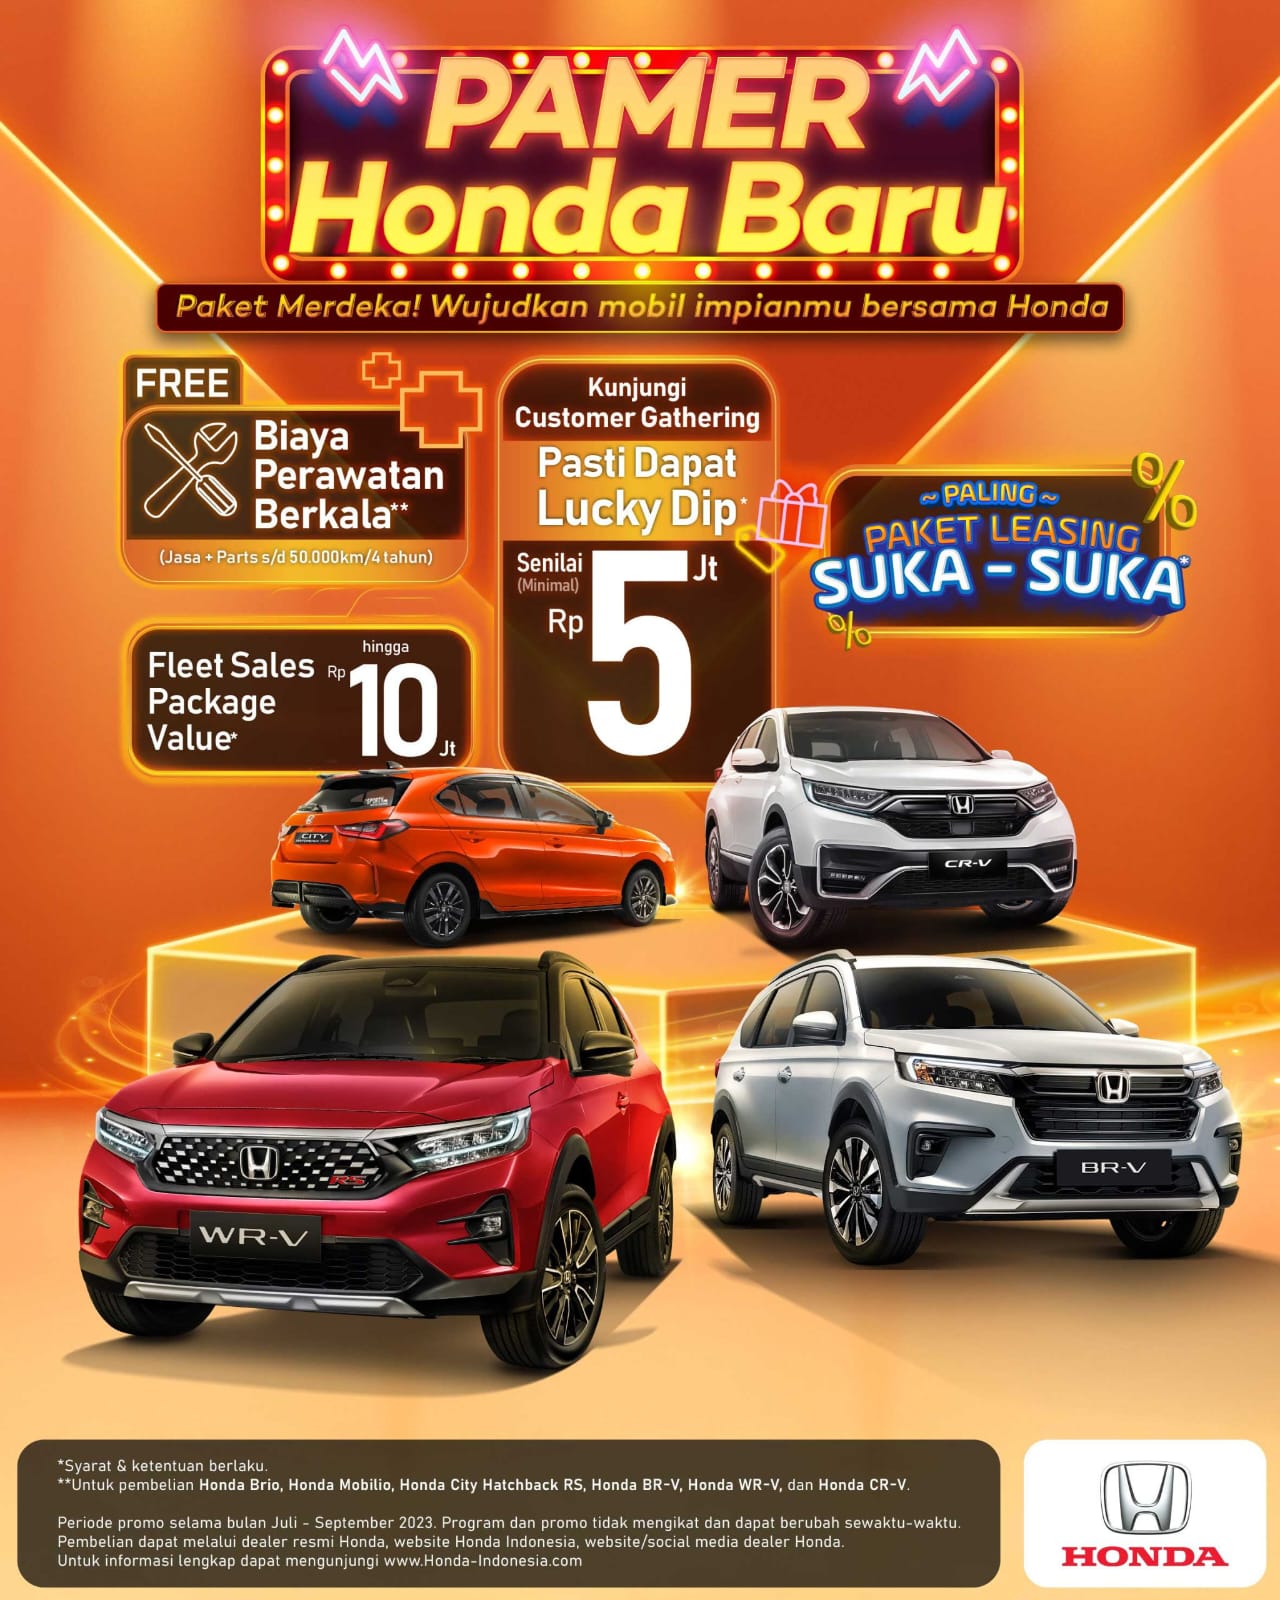 PAMER
Honda Baru
Paket Merdeka! Wujudkan mobil impianmu bersama Honda
FREE
Biaya
Perawatan
Berkala**
(Jasa + Parts s/d 50.000km/4 tahun)
Fleet Sales
Package
Value*
hingga
Rp 10 Jt
Kunjungi
Customer Gathering
Pasti Dapat
Lucky Dip*
Senilai
(Minimal)
Rp 5 Jt
~ PALING ~
PAKET LEASING
SUKA - SUKA*
%
%
CITY
CR-V
RS
WR-V
BR-V
*Syarat & ketentuan berlaku.
**Untuk pembelian Honda Brio, Honda Mobilio, Honda City Hatchback RS, Honda BR-V, Honda WR-V, dan Honda CR-V.
Periode promo selama bulan Juli - September 2023. Program dan promo tidak mengikat dan dapat berubah sewaktu-waktu.
Pembelian dapat melalui dealer resmi Honda, website Honda Indonesia, website/social media dealer Honda.
Untuk informasi lengkap dapat mengunjungi www.Honda-Indonesia.com
HONDA